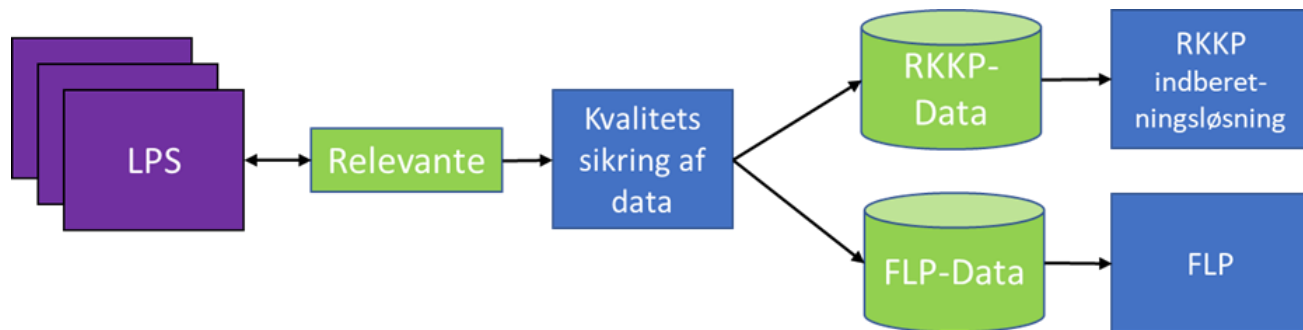 LPS
Relevante
Kvalitets
sikring af
data
RKKP-
Data
RKKP
indberet-
ningsløsning
FLP-Data
FLP